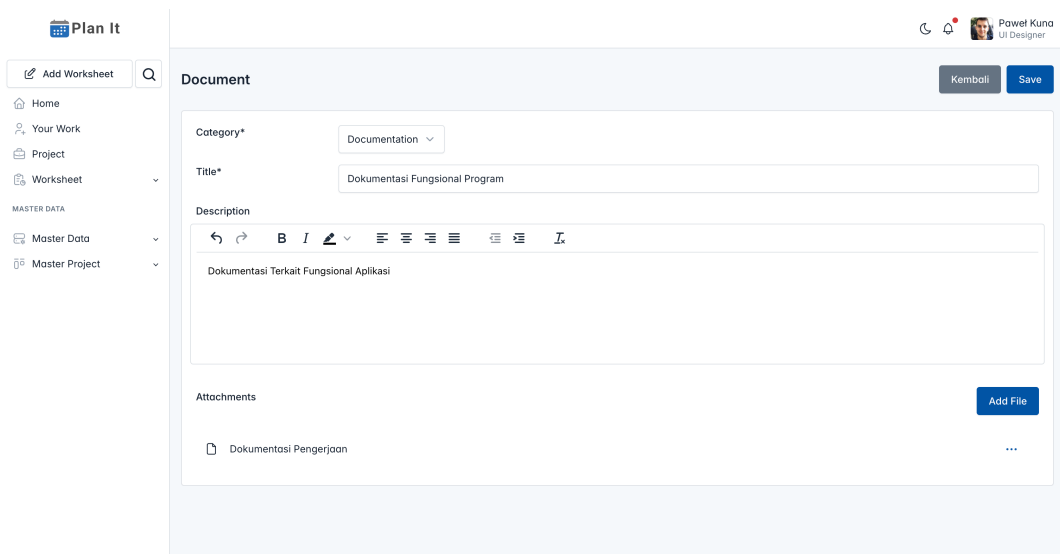 Plan It
Paweł Kuna
UI Designer
Add Worksheet
Home
Your Work
Project
Worksheet
MASTER DATA
Master Data
Master Project
Document
Kembali
Save
Category*
Documentation
Title*
Dokumentasi Fungsional Program
Description
B I
Dokumentasi Terkait Fungsional Aplikasi
Attachments
Add File
Dokumentasi Pengerjaan